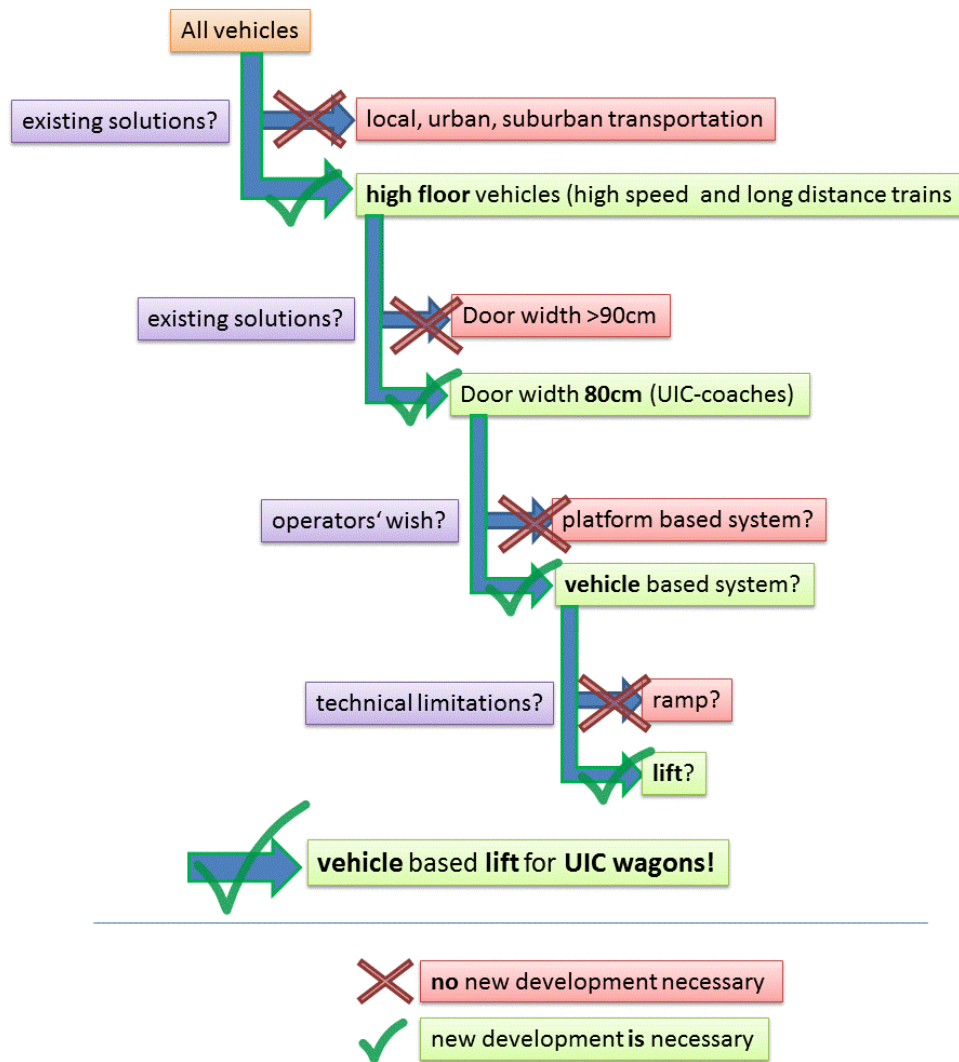 All vehicles
existing solutions?
local, urban, suburban transportation
high floor vehicles (high speed and long distance trains
existing solutions?
Door width >90cm
Door width 80cm (UIC-coaches)
operators‘ wish?
platform based system?
vehicle based system?
technical limitations?
ramp?
lift?
vehicle based lift for UIC wagons!
no new development necessary
new development is necessary